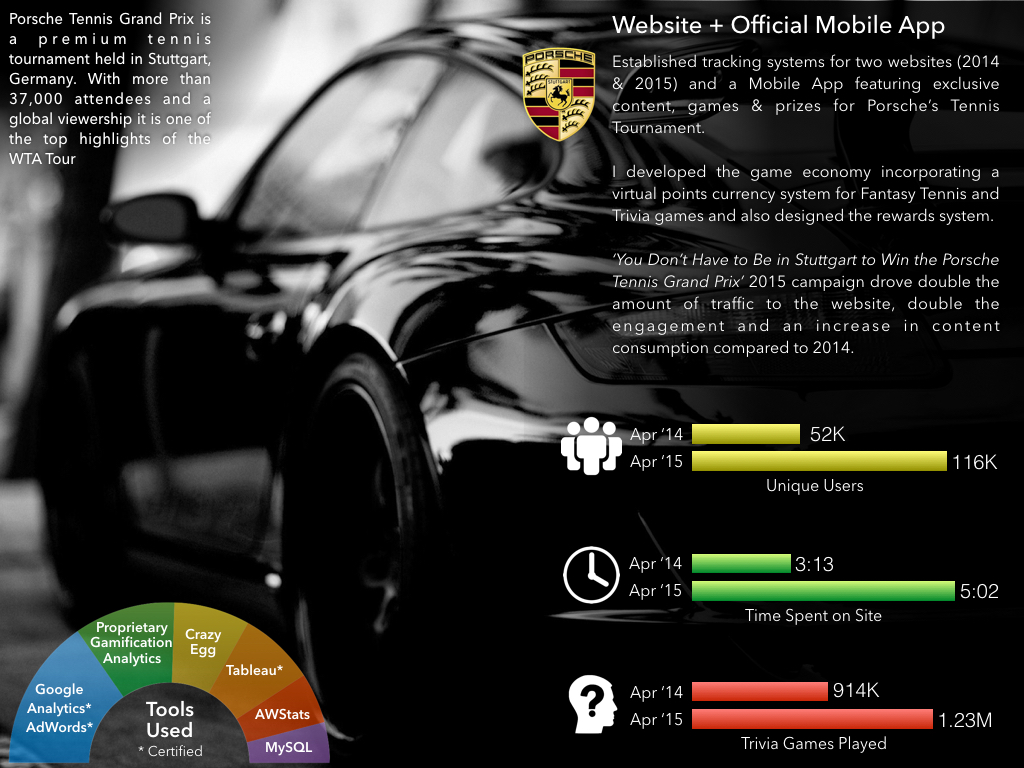 Porsche Tennis Grand Prix is
a premium tennis
tournament held in Stuttgart,
Germany. With more than
37,000 attendees and a
global viewership it is one of
the top highlights of the
WTA Tour
Website + Official Mobile App
PORSCHE
STUTTGART
Established tracking systems for two websites (2014
& 2015) and a Mobile App featuring exclusive
content, games & prizes for Porsche’s Tennis
Tournament.
I developed the game economy incorporating a
virtual points currency system for Fantasy Tennis and
Trivia games and also designed the rewards system.
‘You Don’t Have to Be in Stuttgart to Win the Porsche
Tennis Grand Prix’ 2015 campaign drove double the
amount of traffic to the website, double the
engagement and an increase in content
consumption compared to 2014.
Apr ‘14 52K
Apr ‘15 116K
Unique Users
Apr ‘14 3:13
Apr ‘15 5:02
Time Spent on Site
?
Apr ‘14 914K
Apr ‘15 1.23M
Trivia Games Played
Google
Analytics*
AdWords*
Proprietary
Gamification
Analytics
Crazy
Egg
Tableau*
AWStats
MySQL
Tools
Used
* Certified